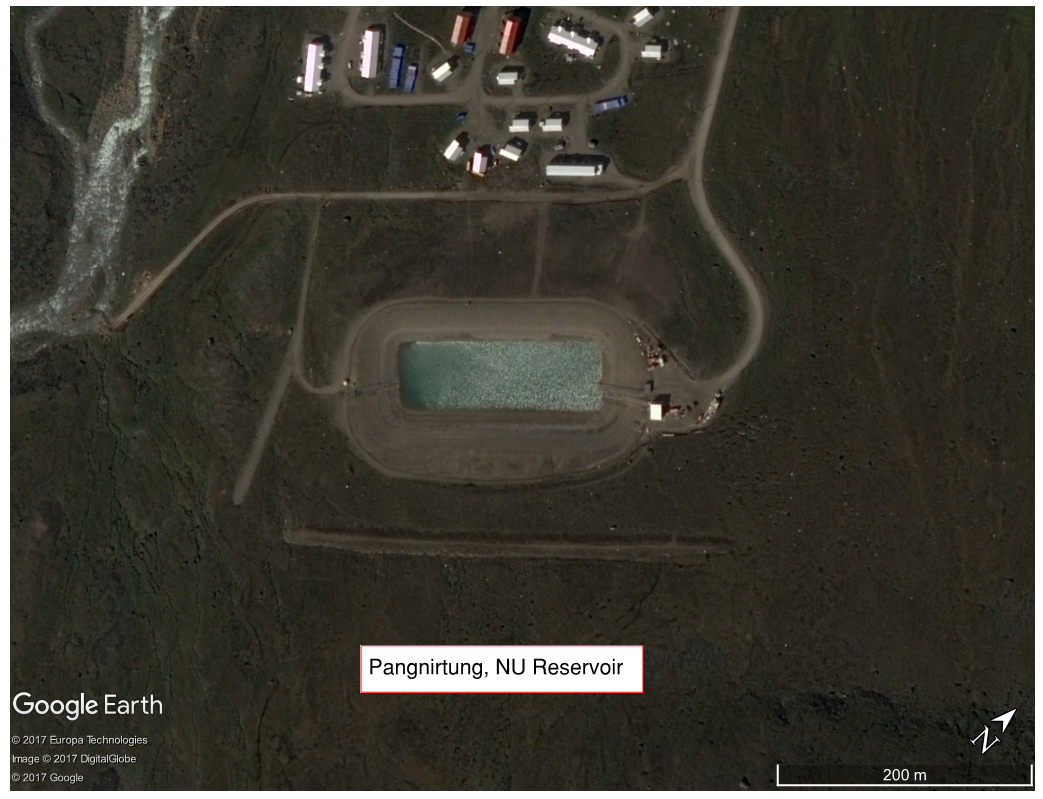 Pangnirtung, NU Reservoir
Google Earth
© 2017 Europa Technologies
Image © 2017 DigitalGlobe
© 2017 Google
N
200 m